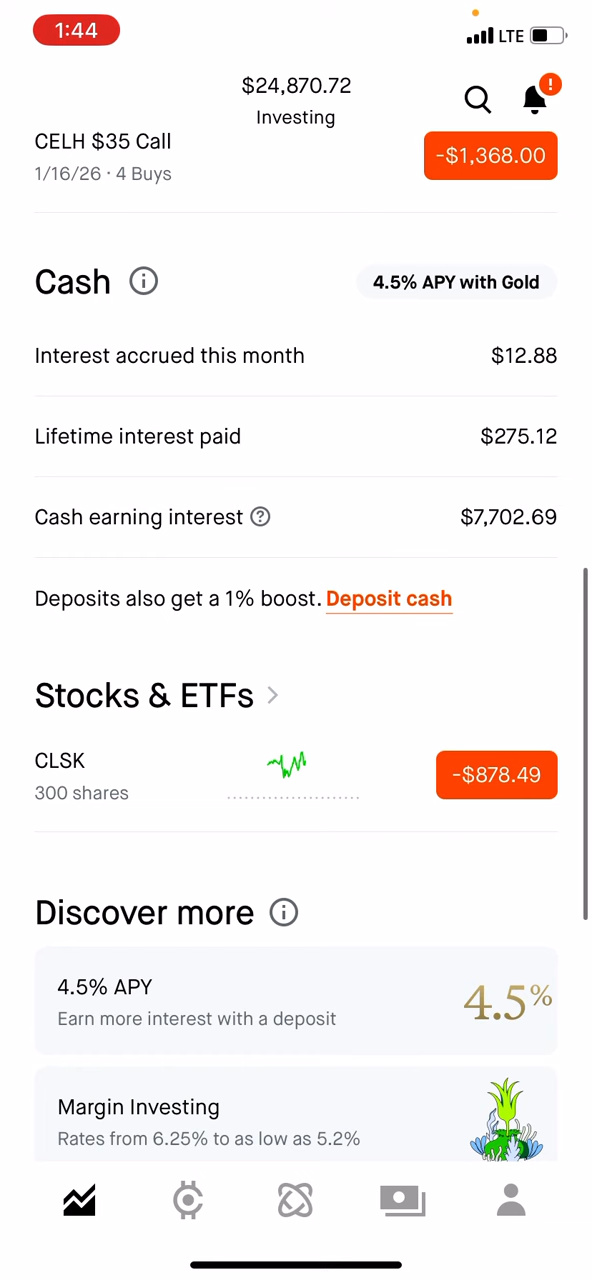 1:44
LTE
$24,870.72
Investing
!
CELH $35 Call
1/16/26 · 4 Buys
-$1,368.00
Cash
4.5% APY with Gold
Interest accrued this month
$12.88
Lifetime interest paid
$275.12
Cash earning interest
$7,702.69
Deposits also get a 1% boost. Deposit cash
Stocks & ETFs
CLSK
300 shares
-$878.49
Discover more
4.5% APY
Earn more interest with a deposit
4.5%
Margin Investing
Rates from 6.25% to as low as 5.2%